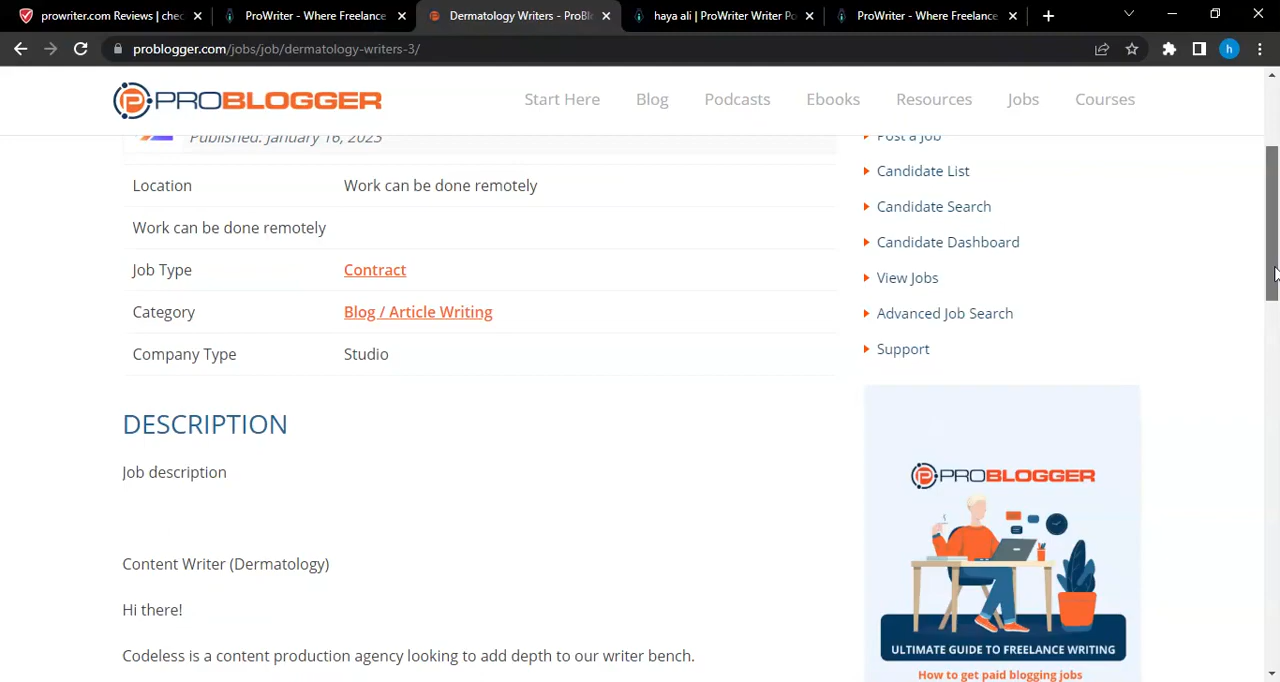 prowriter.com Reviews | chec
ProWriter - Where Freelance
Dermatology Writers - ProBlo
haya ali | ProWriter Writer Po
ProWriter - Where Freelance
problogger.com/jobs/job/dermatology-writers-3/
h
PROBLOGGER
Start Here
Blog
Podcasts
Ebooks
Resources
Jobs
Courses
Published: January 16, 2023
Location
Work can be done remotely
Work can be done remotely
Job Type
Contract
Category
Blog / Article Writing
Company Type
Studio
DESCRIPTION
Job description
Content Writer (Dermatology)
Hi there!
Codeless is a content production agency looking to add depth to our writer bench.
Post a Job
Candidate List
Candidate Search
Candidate Dashboard
View Jobs
Advanced Job Search
Support
PROBLOGGER
ULTIMATE GUIDE TO FREELANCE WRITING
How to get paid blogging jobs